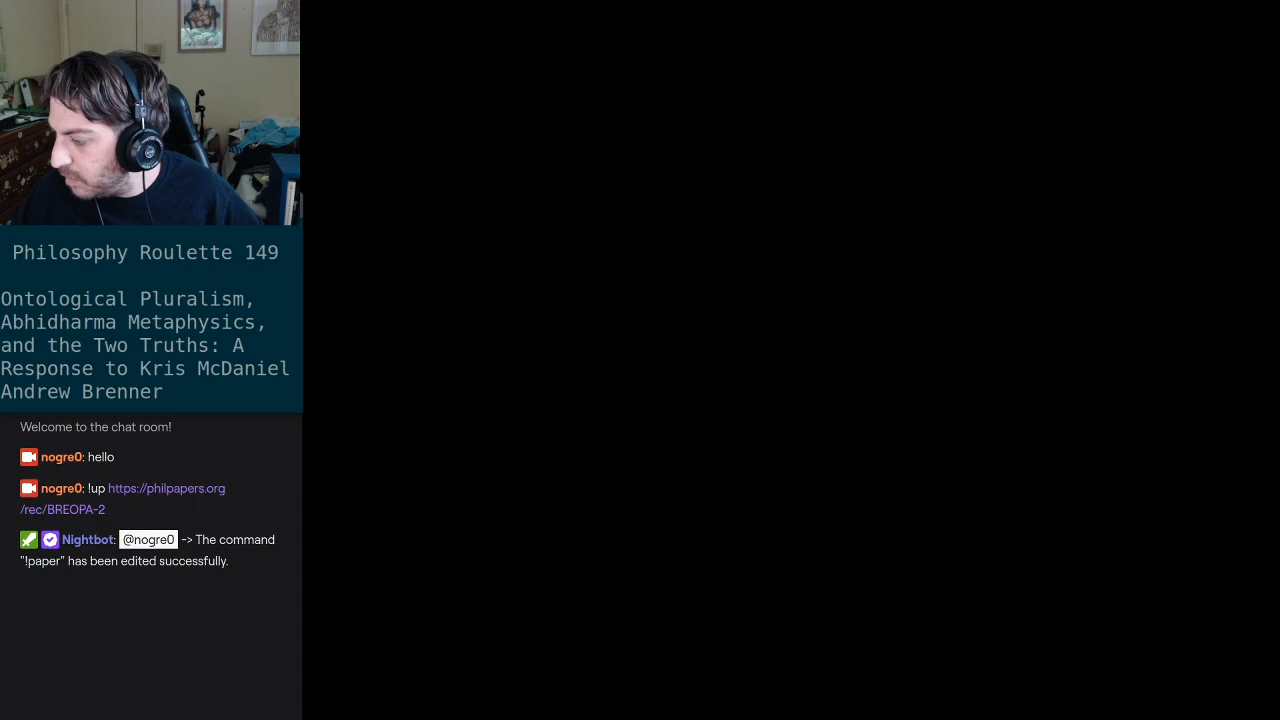 Philosophy Roulette 149
Ontological Pluralism,
Abhidharma Metaphysics,
and the Two Truths: A
Response to Kris McDaniel
Andrew Brenner
Welcome to the chat room!
nogre0: hello
nogre0: !up https://philpapers.org
/rec/BREOPA-2
Nightbot: @nogre0 -> The command
"!paper" has been edited successfully.